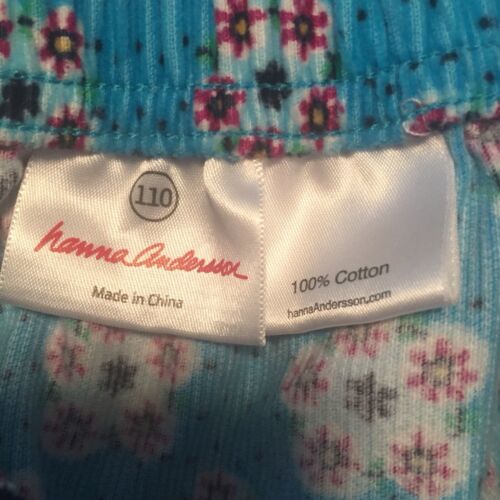 110
hanna Andersson
Made in China
100% Cotton
hannaAndersson.com